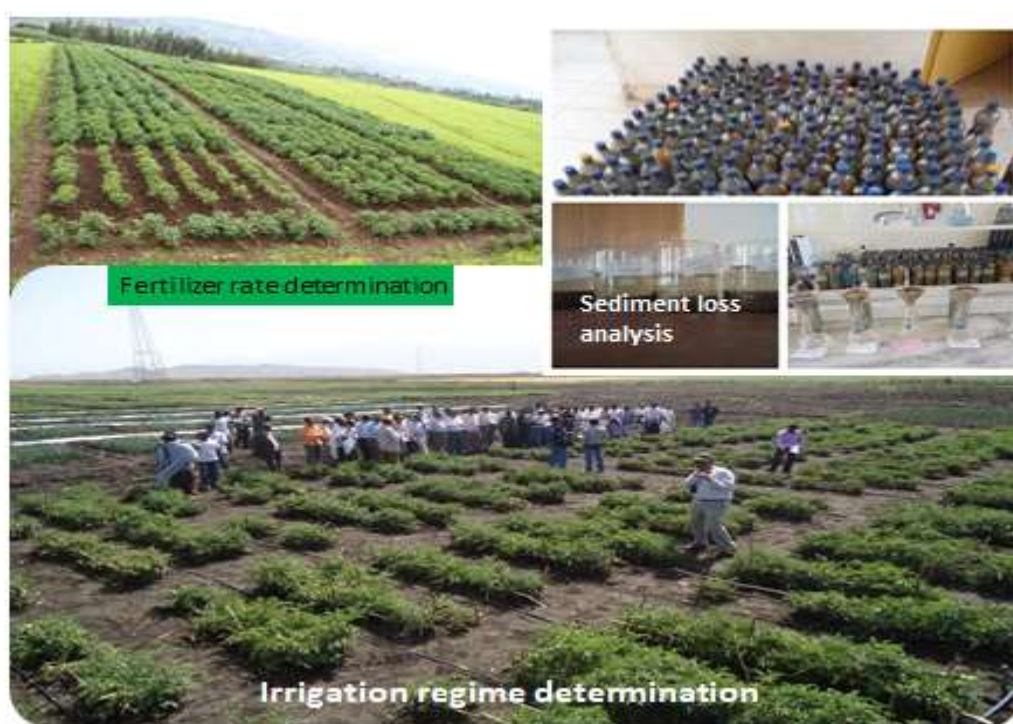 Fertilizer rate determination
Sediment loss
analysis
Irrigation regime determination